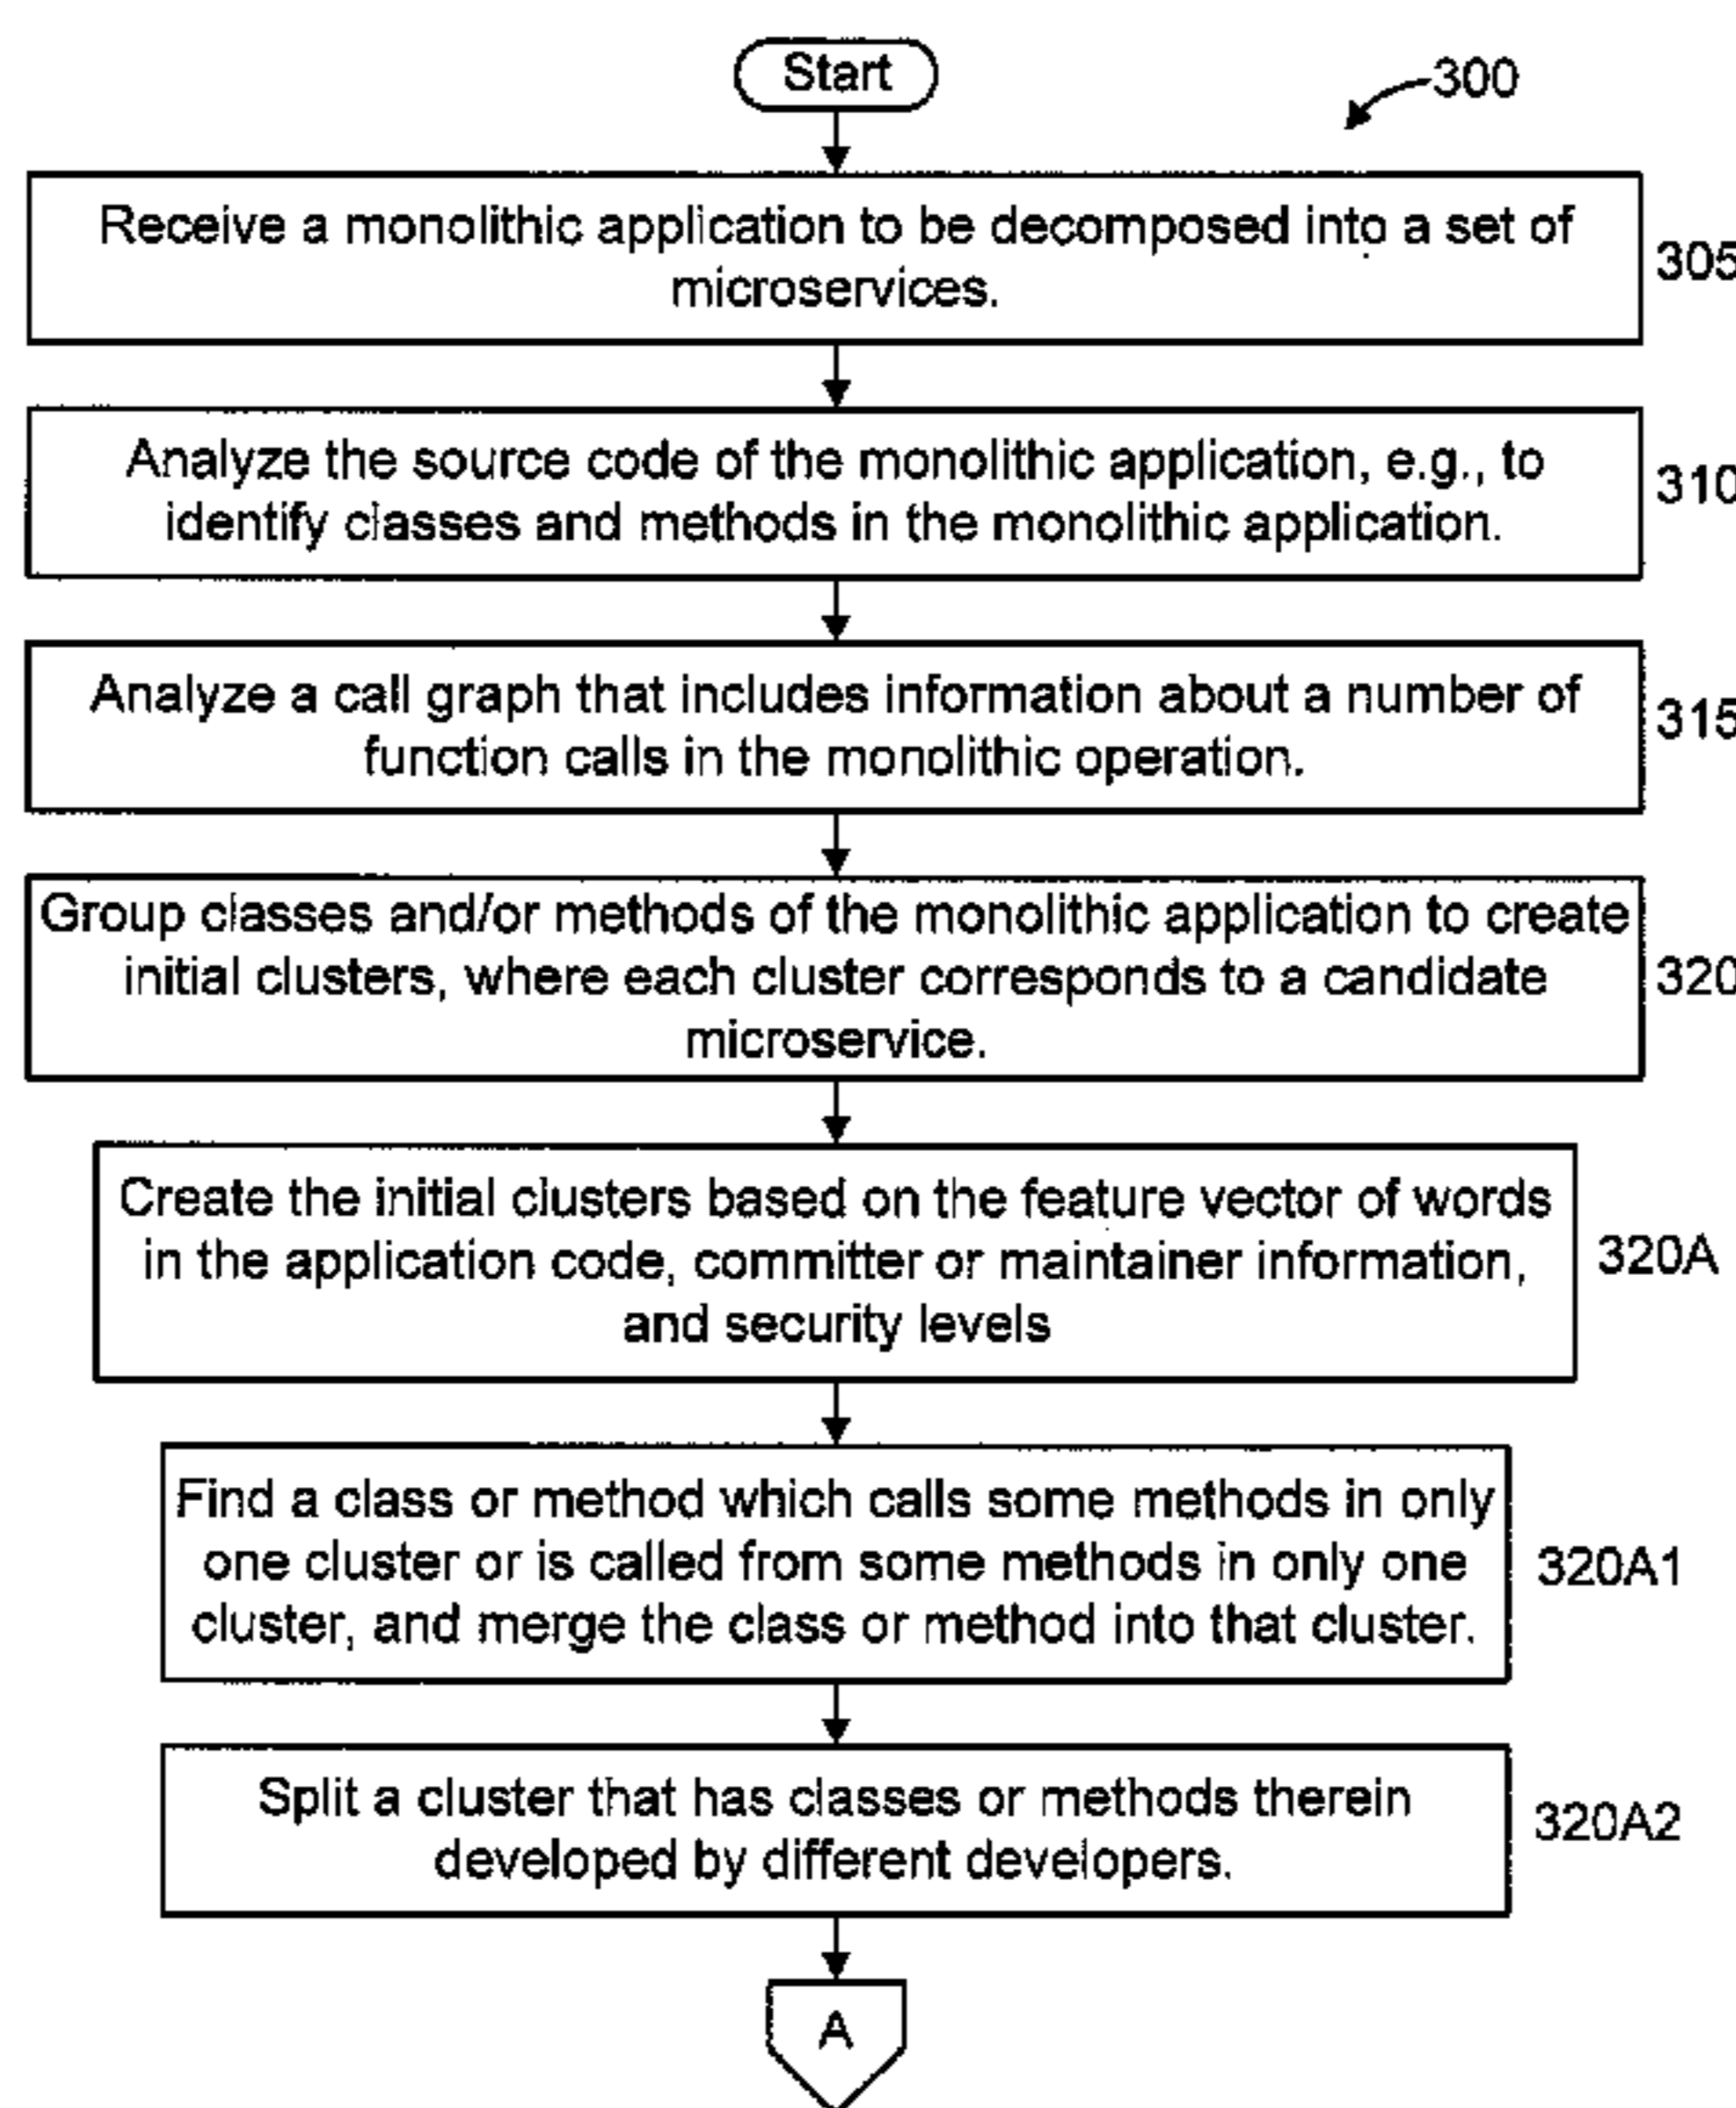 Start
300
Receive a monolithic application to be decomposed into a set of
microservices.
305
Analyze the source code of the monolithic application, e.g., to
identify classes and methods in the monolithic application.
310
Analyze a call graph that includes information about a number of
function calls in the monolithic operation.
315
Group classes and/or methods of the monolithic application to create
initial clusters, where each cluster corresponds to a candidate
microservice.
320
Create the initial clusters based on the feature vector of words
in the application code, committer or maintainer information,
and security levels
320A
Find a class or method which calls some methods in only
one cluster or is called from some methods in only one
cluster, and merge the class or method into that cluster.
320A1
Split a cluster that has classes or methods therein
developed by different developers.
320A2
A